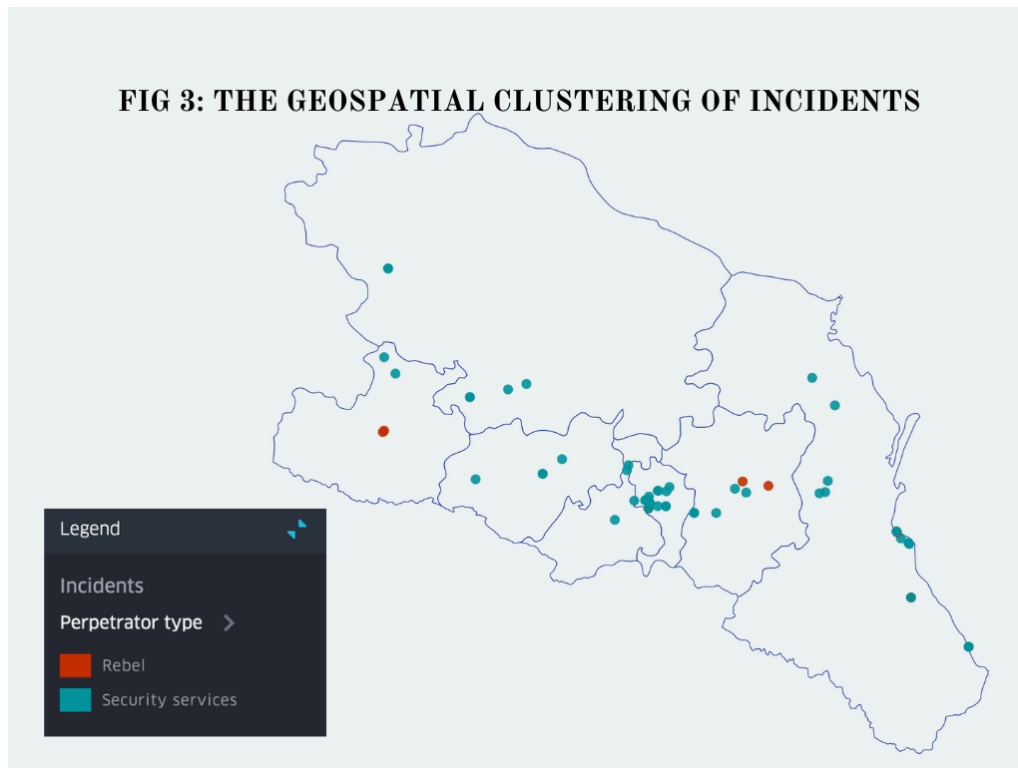 FIG 3: THE GEOSPATIAL CLUSTERING OF INCIDENTS
Legend
Incidents
Perpetrator type
Rebel
Security services